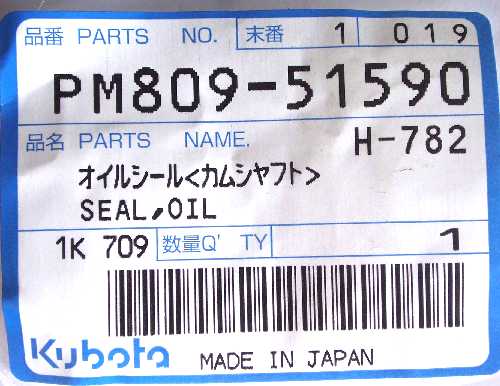 品番 PARTS NO. 末番 1 019
PM809-51590
品名 PARTS NAME. H-782
オイルシール<カムシャフト>
SEAL,OIL
1K 709 数量Q'TY 1
Kubota MADE IN JAPAN